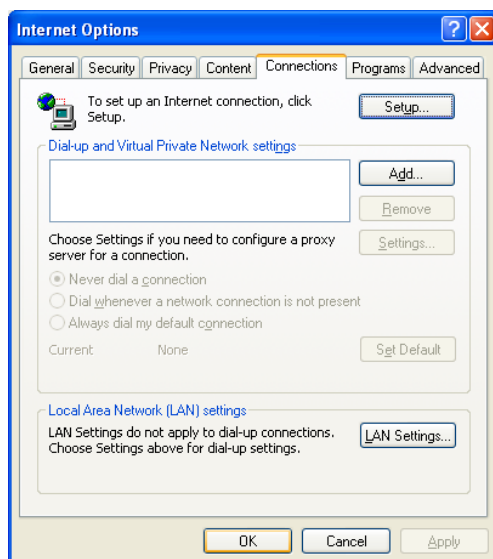 Internet Options
General Security Privacy Content Connections Programs Advanced
To set up an Internet connection, click
Setup.
Setup...
Dial-up and Virtual Private Network settings
Add...
Remove
Choose Settings if you need to configure a proxy
server for a connection.
Settings...
Never dial a connection
Dial whenever a network connection is not present
Always dial my default connection
Current None Set Default
Local Area Network (LAN) settings
LAN Settings do not apply to dial-up connections.
Choose Settings above for dial-up settings.
LAN Settings...
OK Cancel Apply